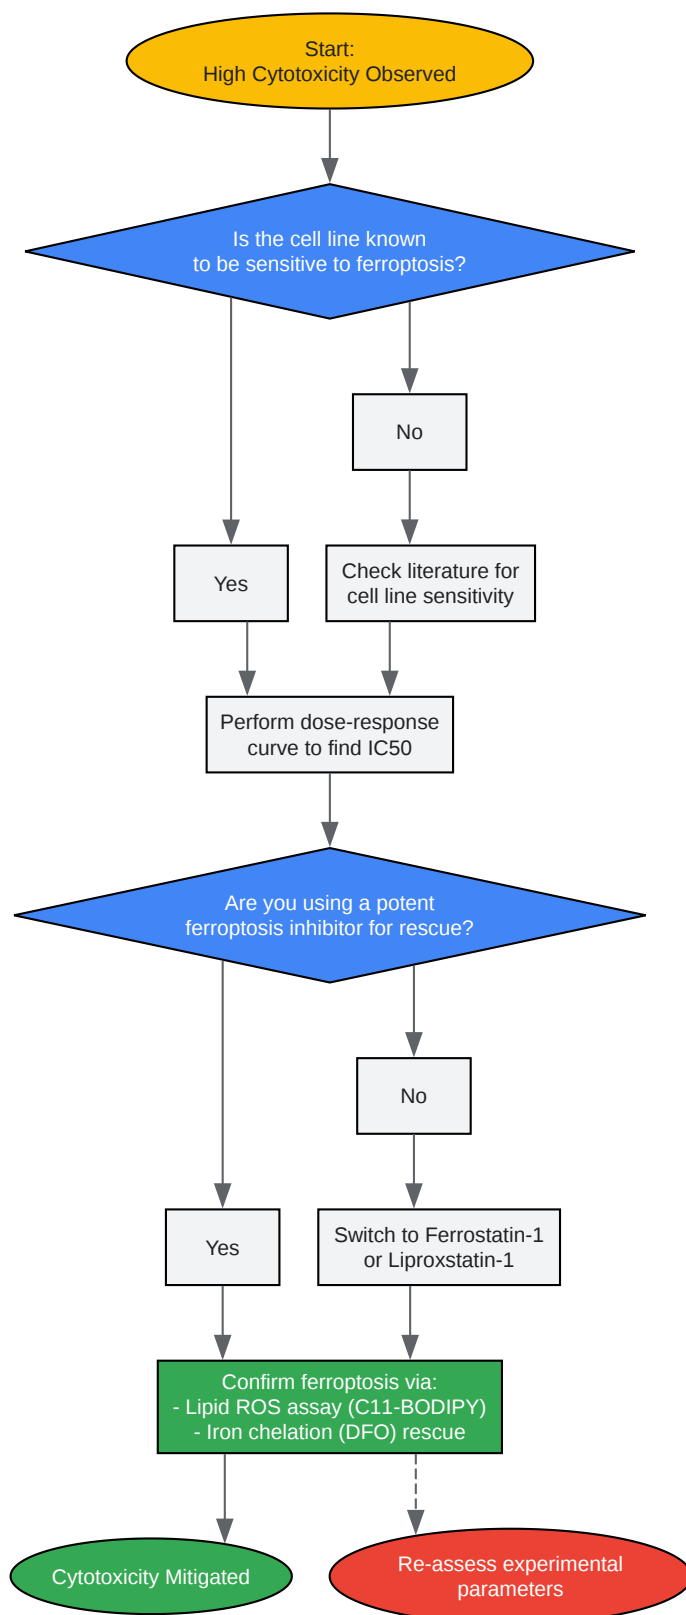 Start:
High Cytotoxicity Observed
Is the cell line known
to be sensitive to ferroptosis?
No
Yes
Check literature for
cell line sensitivity
Perform dose-response
curve to find IC50
Are you using a potent
ferroptosis inhibitor for rescue?
No
Yes
Switch to Ferrostatin-1
or Liproxstatin-1
Confirm ferroptosis via:
- Lipid ROS assay (C11-BODIPY)
- Iron chelation (DFO) rescue
Cytotoxicity Mitigated
Re-assess experimental
parameters